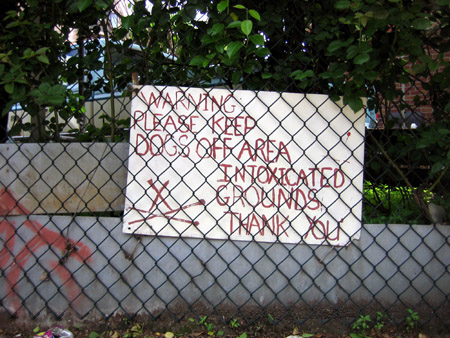 WARNING
PLEASE KEEP
DOGS OFF AREA
INTOXICATED
GROUNDS
THANK YOU